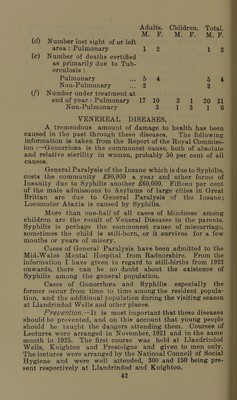 Adults. Children. Total.
M. F. M. F. M. F.
(d) Number lost sight of or left
area : Pulmonary 1 2 1 2
(e) Number of deaths certified
as primarily due to Tub-
erculosis :
Pulmonary ... 5 4 5 4
Non-Pulmonary ... 2 2
(f) Number under treatment at
end of year : Pulmonary 17 10 3 1 20 21
Non-Pulmonary 3 1 3 1 6
VENEREAL DISEASES.
A tremendous amount of damage to health has been
caused in the past through these diseases. The following
information is taken from the Report of the Royal Commiss-
ion :—Gonorrhœa is the commonest cause, both of absolute
and relative sterility in women, probably 50 per cent of all
causes.
General Paralysis of the Insane which is due to Syphilis,
costs the community £90,000 a year and other forms of
Insanity due to Syphilis another £60,000. Fifteen per cent
of the male admissions to Asylums of large cities in Great
Britian are due to General Paralysis of the Insane;
Locomotor Ataxia is caused by Syphilis.
More than one-half of all cases of blindness among
children are the result of Veneral Diseases in the parents.
Syphilis is perhaps the commonest cause of miscarriage,
sometimes the child is still-born, or it survives for a few
months or years of misery.
Cases of General Paralysis have been admitted to the
Mid-Wales Mental Hospital from Radnorshire. From the
information I have given in regard to still-births from 1922
onwards, there can be no doubt about the existence of
Syphilis among the general population.
Cases of Gonorrhœa and Syphilis especially the
former occur from time to time among the resident popula-
tion, and the additional population during the visiting season
at Llandrindod Wells and other places.
Prevention.—It is most important that these diseases
should be prevented, and on this account that young people
should be taught the dangers attending them. Courses of
Lectures were arranged in November, 1921 and in the same
month in 1925. The first course was held at Llandrindod
Wells, Knighton and Presteigne and given to men only.
The lectures were arranged by the National Council of Social
Hygiene and were well attended, 300 and 150 being pre-
sent respectively at Llandrindod and Knighton.
42